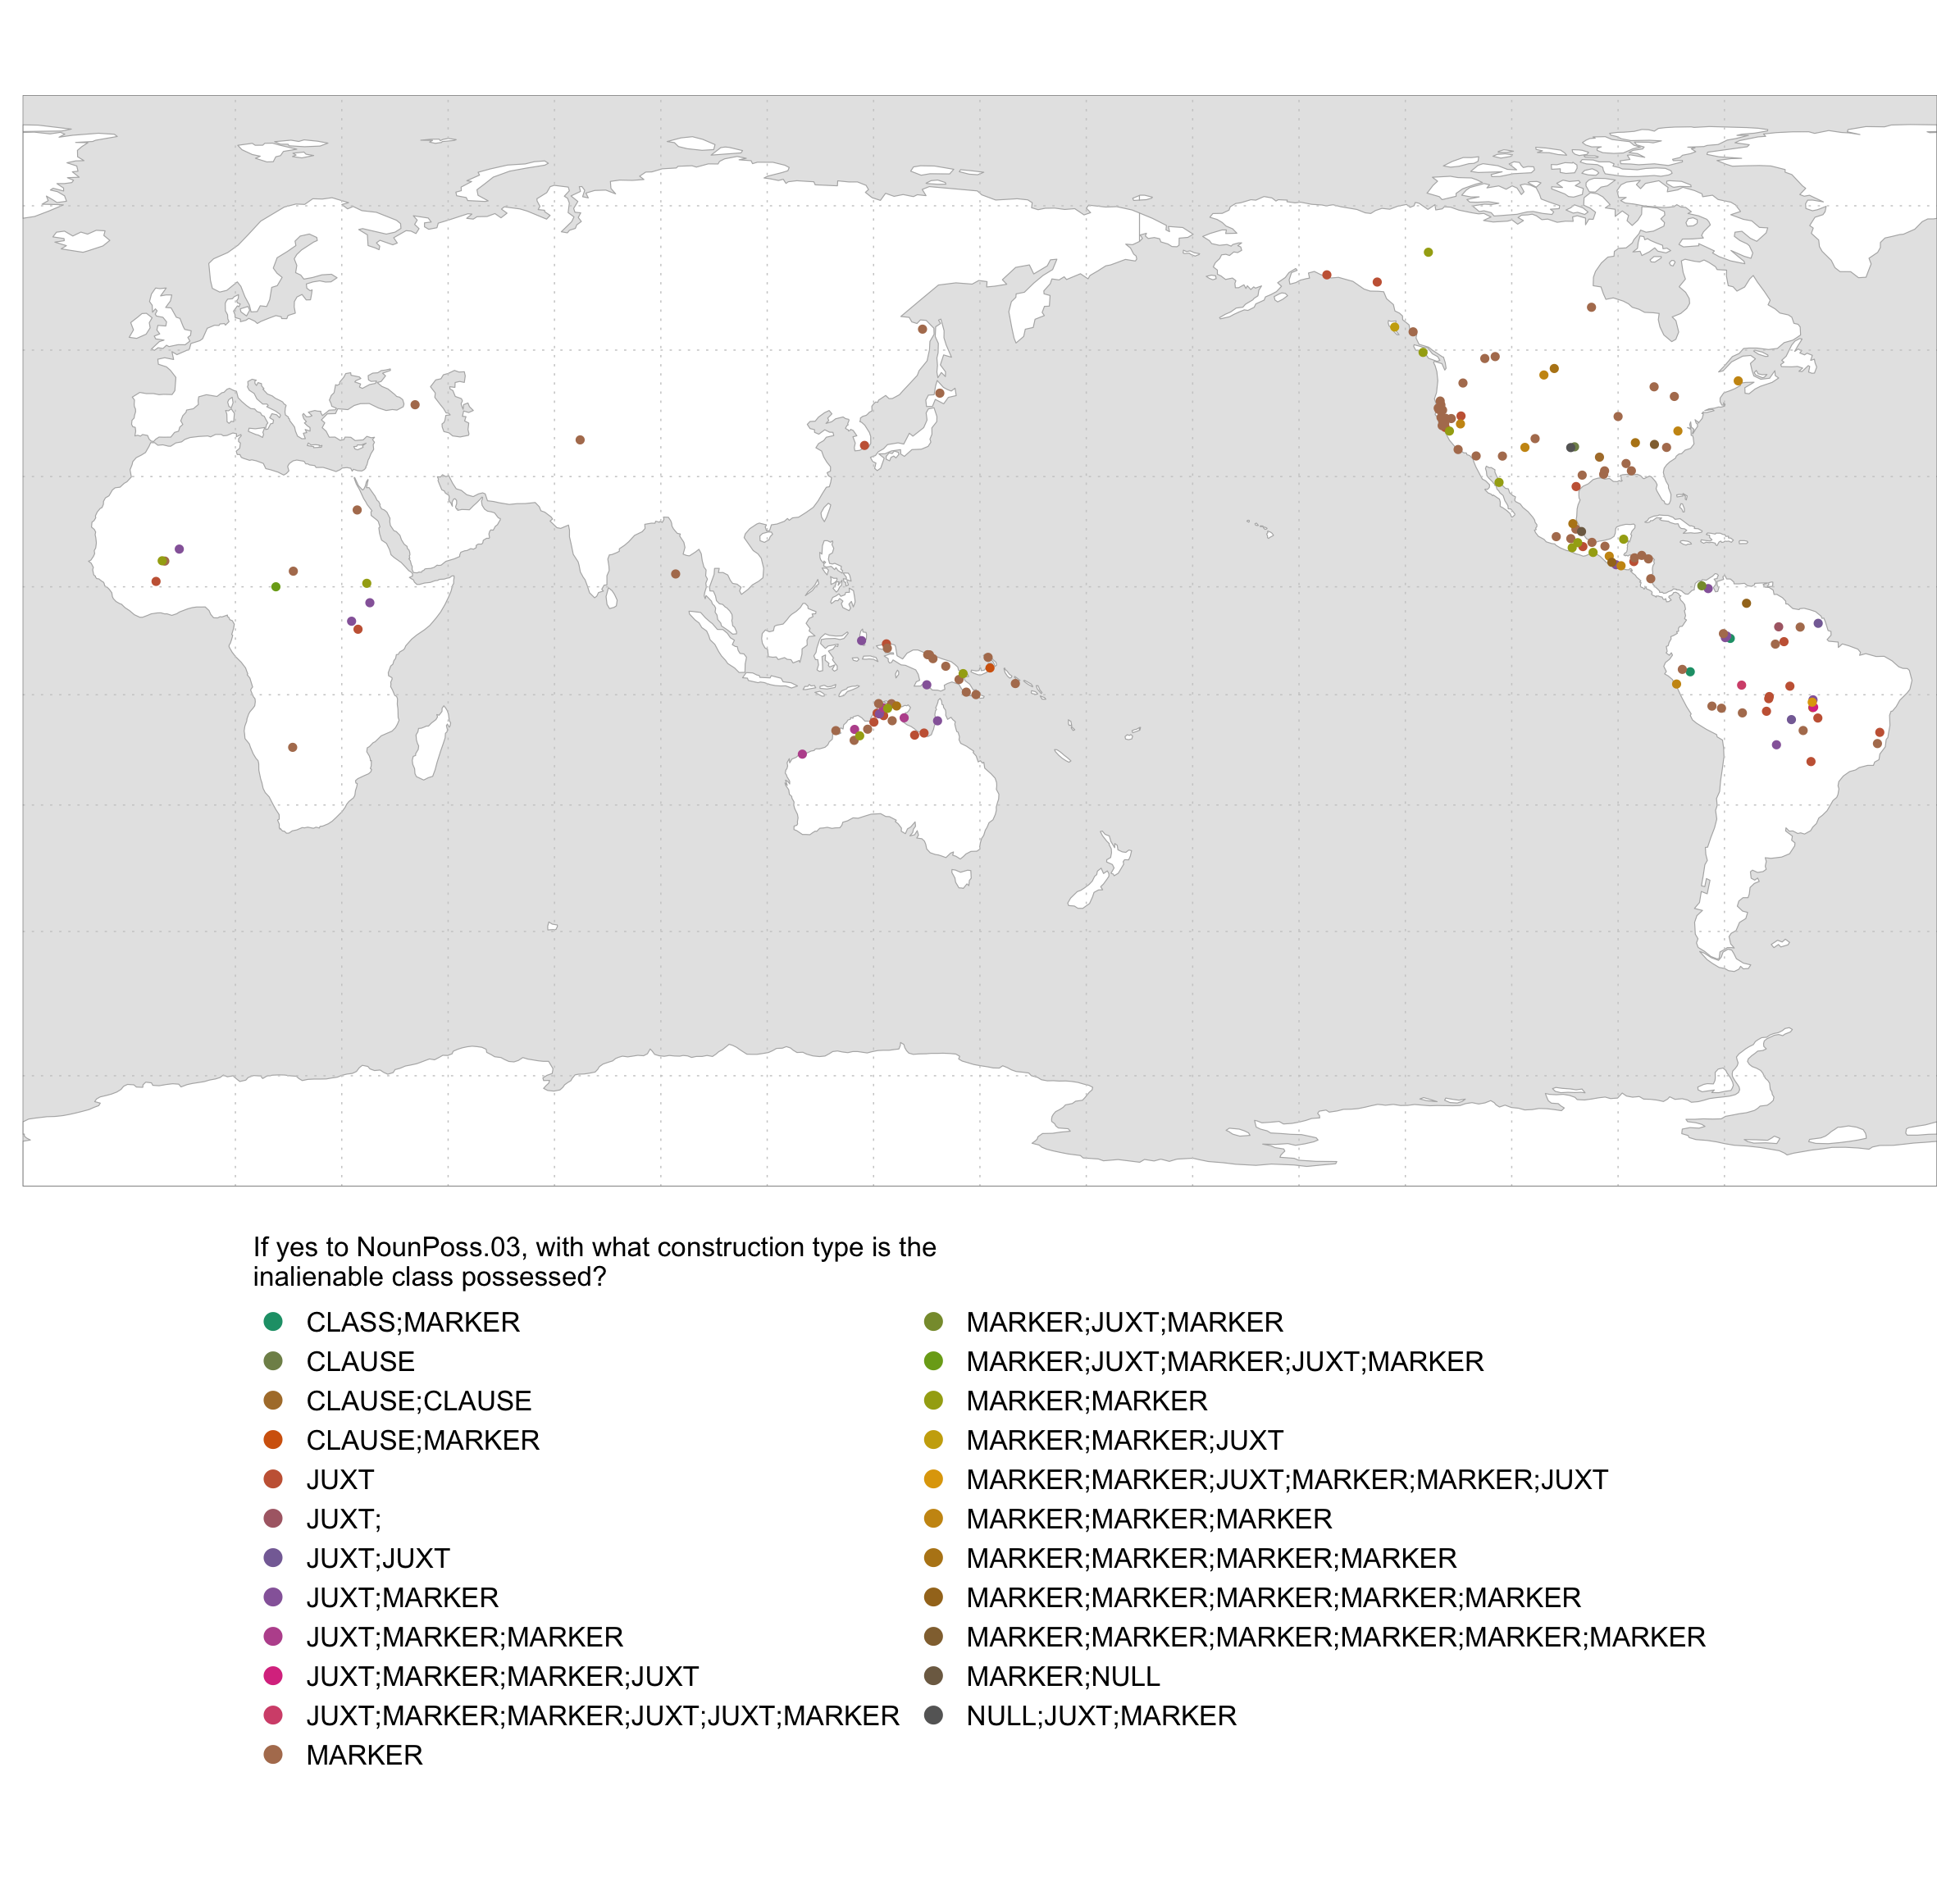 If yes to NounPoss.03, with what construction type is the
inalienable class possessed?
CLASS;MARKER
CLAUSE
CLAUSE;CLAUSE
CLAUSE;MARKER
JUXT
JUXT;
JUXT;JUXT
JUXT;MARKER
JUXT;MARKER;MARKER
JUXT;MARKER;MARKER;JUXT
JUXT;MARKER;MARKER;JUXT;JUXT;MARKER
MARKER
MARKER;JUXT;MARKER
MARKER;JUXT;MARKER;JUXT;MARKER
MARKER;MARKER
MARKER;MARKER;JUXT
MARKER;MARKER;JUXT;MARKER;MARKER;JUXT
MARKER;MARKER;MARKER
MARKER;MARKER;MARKER;MARKER
MARKER;MARKER;MARKER;MARKER;MARKER
MARKER;MARKER;MARKER;MARKER;MARKER;MARKER
MARKER;NULL
NULL;JUXT;MARKER